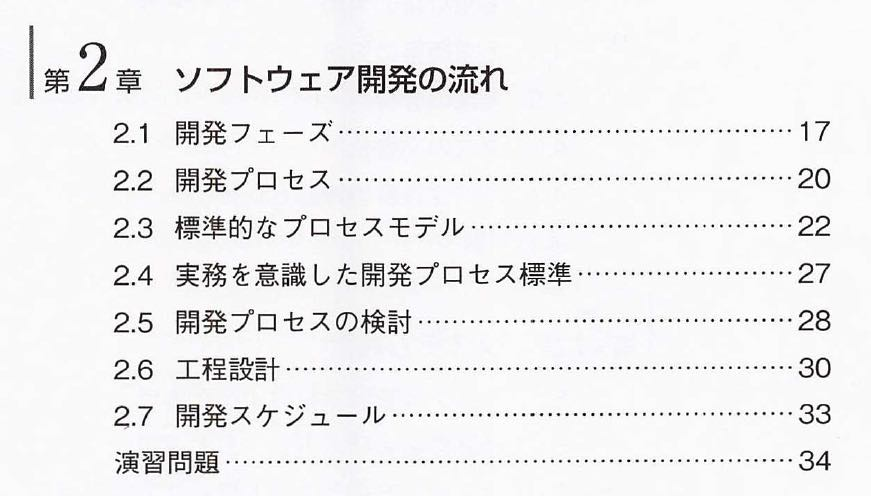 第2章 ソフトウェア開発の流れ
2.1 開発フェーズ……………………………………………17
2.2 開発プロセス……………………………………………20
2.3 標準的なプロセスモデル………………………………22
2.4 実務を意識した開発プロセス標準……………………27
2.5 開発プロセスの検討……………………………………28
2.6 工程設計…………………………………………………30
2.7 開発スケジュール………………………………………33
演習問題………………………………………………………34